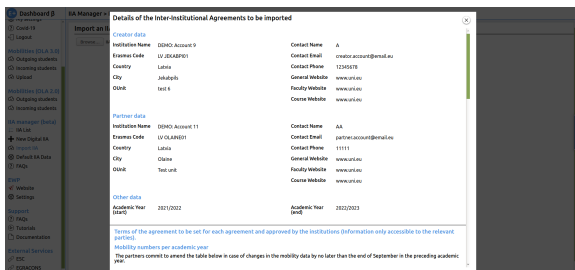 Dashboard β
IIA Manager »
My settings
Covid-19
Logout
Import an II
Browse...
Mobilities (OLA 3.0)
Outgoing students
Incoming students
Upload
Mobilities (OLA 2.0)
Outgoing students
Incoming students
IIA manager (beta)
IIA List
New Digital IIA
Import IIA
Default IIA Data
FAQs
Staff
Website
Settings
Support
FAQs
Tutorials
Documentation
External Services
ESC
Details of the Inter-Institutional Agreements to be imported
Creator data
Institution Name DEMO: Account 9 Contact Name A
Erasmus Code LV JEKABPI01 Contact Email creator.account@email.eu
Country Latvia Contact Phone 12345678
City Jekabpils General Website www.uni.eu
OUnit test 6 Faculty Website www.uni.eu
Course Website www.uni.eu
Partner data
Institution Name DEMO: Account 11 Contact Name AA
Erasmus Code LV OLAINE01 Contact Email partner.account@email.eu
Country Latvia Contact Phone 11111
City Olaine General Website www.uni.eu
OUnit Test unit Faculty Website www.uni.eu
Course Website www.uni.eu
Other data
Academic Year 2021/2022 Academic Year 2022/2023
(start) (end)
Terms of the agreement to be set for each agreement and approved by the institutions (Information only accessible to the relevant
parties).
Mobility numbers per academic year
The partners commit to amend the table below in case of changes in the mobility data by no later than the end of September in the preceding academic
year.